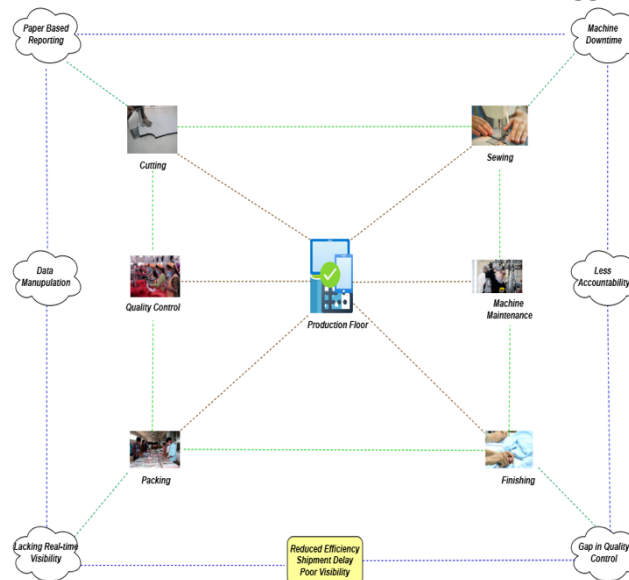 Paper Based
Reporting
Machine
Downtime
Cutting
Sewing
Data
Manupulation
Quality Control
Production Floor
Machine
Maintenance
Less
Accountability
Packing
Finishing
Lacking Real-time
Visibility
Reduced Efficiency
Shipment Delay
Poor Visibility
Gap in Quality
Control